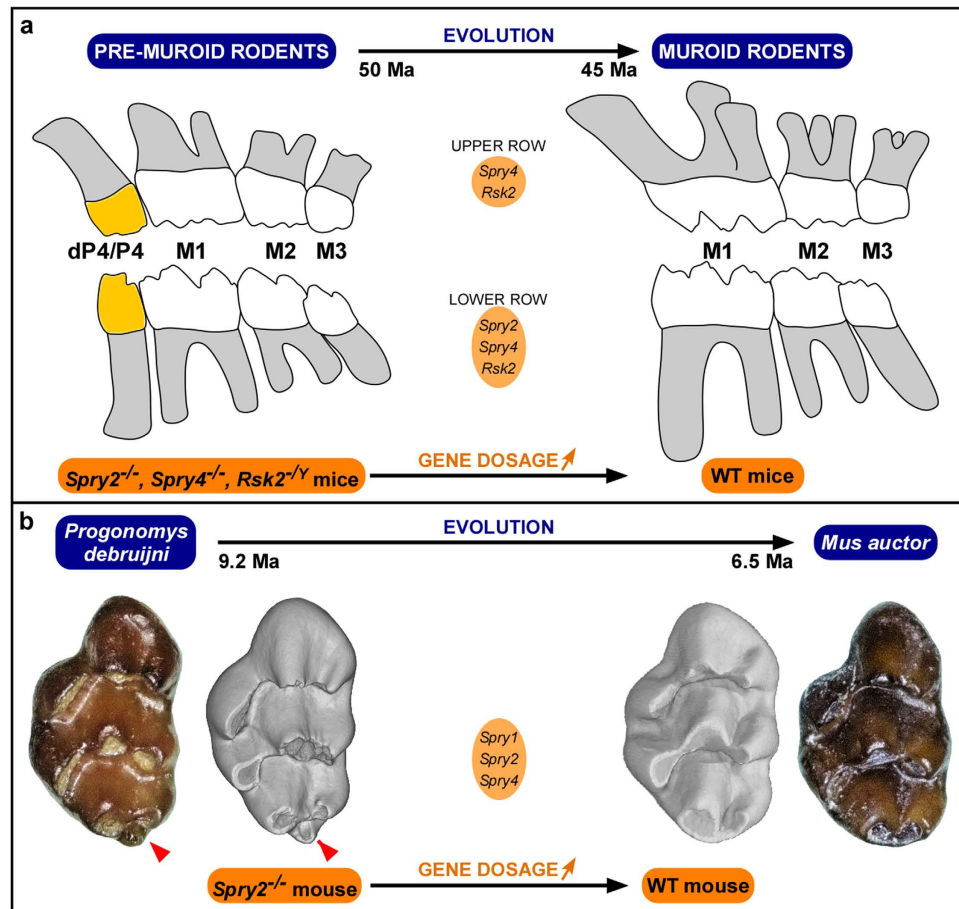 a
EVOLUTION
PRE-MUROID RODENTS
MUROID RODENTS
50 Ma
45 Ma
UPPER ROW
Spry4
Rsk2
dP4/P4
M1
M2
M3
M1
M2
M3
LOWER ROW
Spry2
Spry4
Rsk2
GENE DOSAGE
Spry2-/-, Spry4-/-, Rsk2-/Y mice
WT mice
b
EVOLUTION
Progonomys
debruijni
Mus auctor
9.2 Ma
6.5 Ma
Spry1
Spry2
Spry4
GENE DOSAGE
Spry2-/- mouse
WT mouse